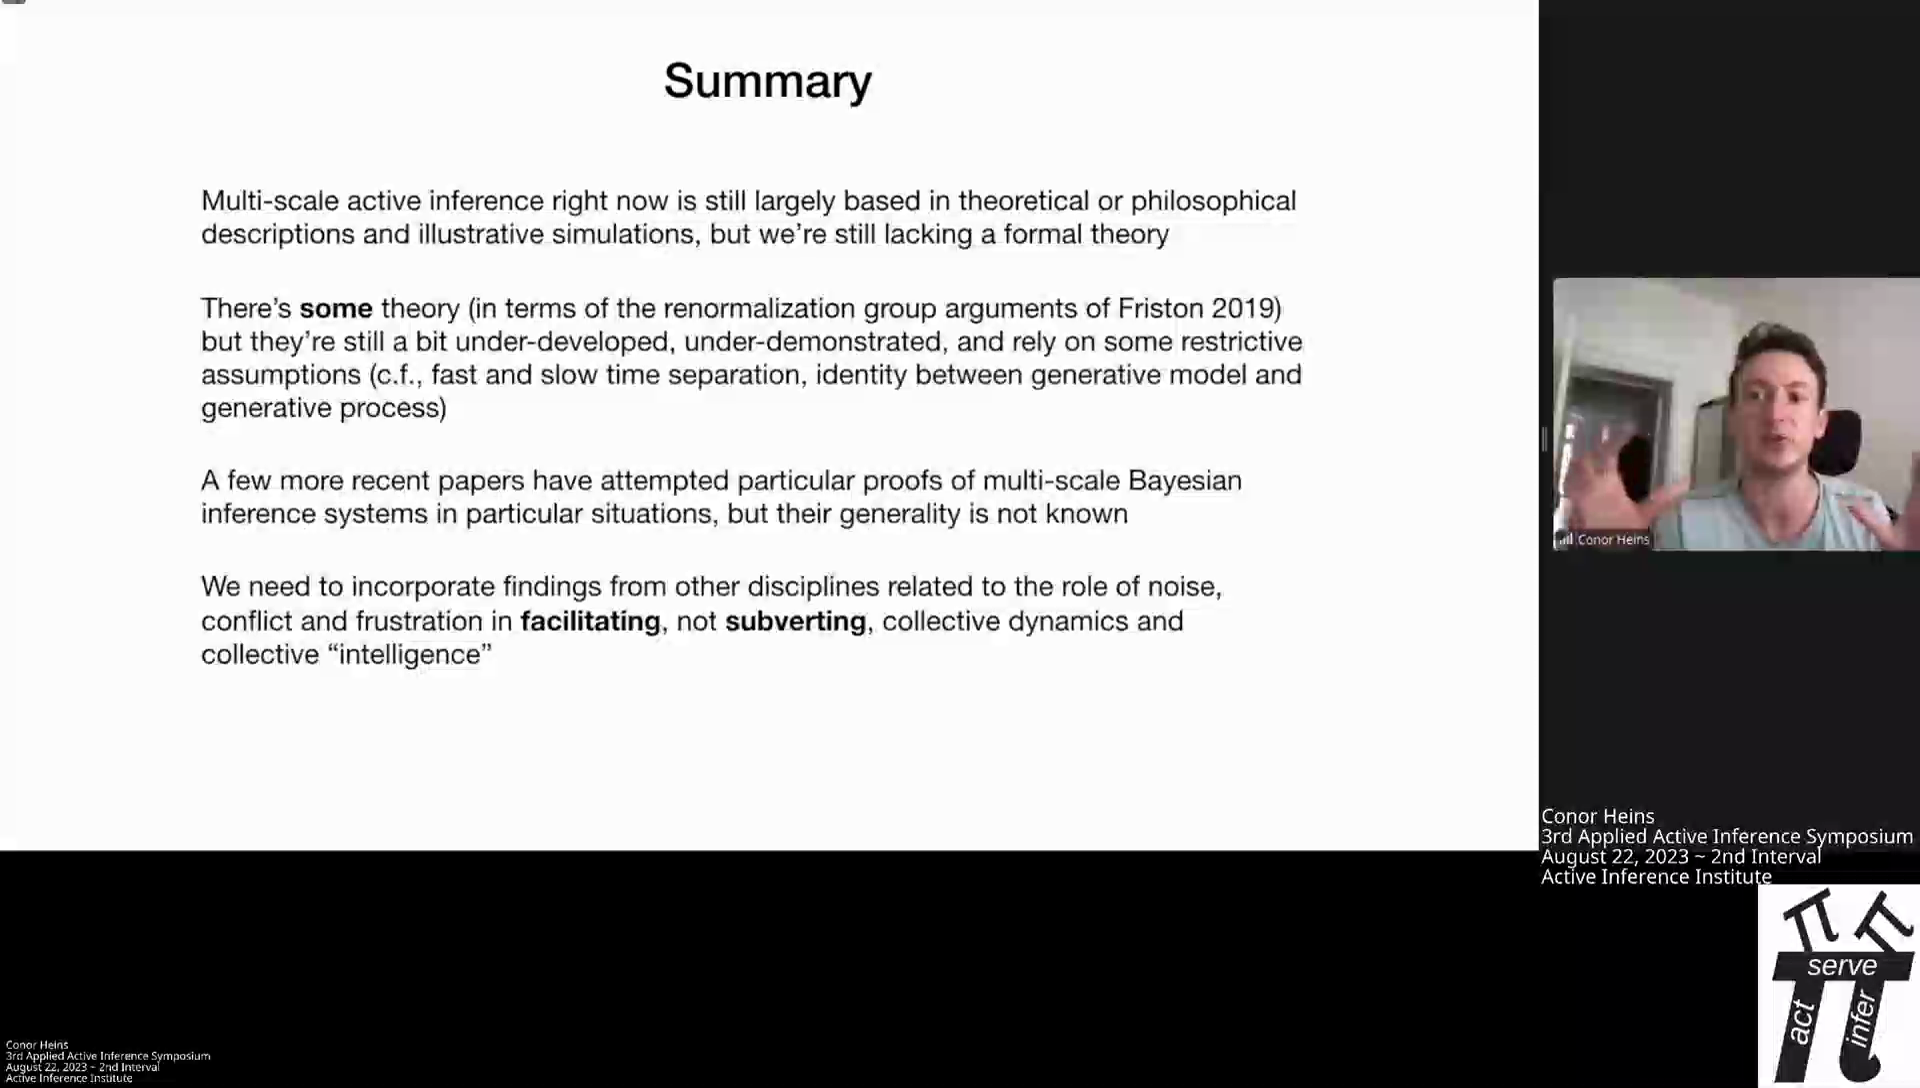 Summary
Multi-scale active inference right now is still largely based in theoretical or philosophical
descriptions and illustrative simulations, but we’re still lacking a formal theory
There’s some theory (in terms of the renormalization group arguments of Friston 2019)
but they’re still a bit under-developed, under-demonstrated, and rely on some restrictive
assumptions (c.f., fast and slow time separation, identity between generative model and
generative process)
A few more recent papers have attempted particular proofs of multi-scale Bayesian
inference systems in particular situations, but their generality is not known
We need to incorporate findings from other disciplines related to the role of noise,
conflict and frustration in facilitating, not subverting, collective dynamics and
collective “intelligence”
Conor Heins
Conor Heins
3rd Applied Active Inference Symposium
August 22, 2023 ~ 2nd Interval
Active Inference Institute
serve
act
infer
Conor Heins
3rd Applied Active Inference Symposium
August 22, 2023 ~ 2nd Interval
Active Inference Institute